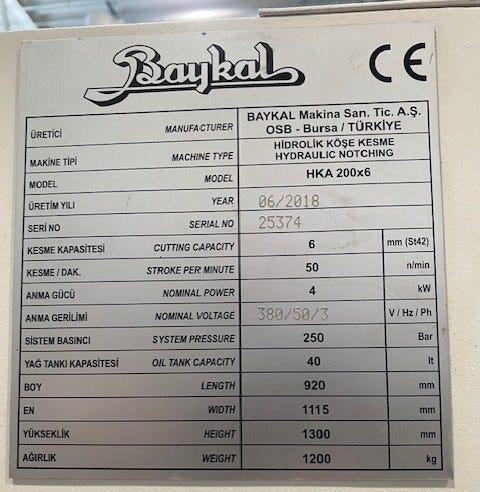 Baykal CE
ÜRETİCİ MANUFACTURER BAYKAL Makina San. Tic. A.Ş.
OSB - Bursa / TÜRKİYE
MAKİNE TİPİ MACHINE TYPE HİDROLİK KÖŞE KESME
HYDRAULIC NOTCHING
MODEL MODEL HKA 200x6
ÜRETİM YILI YEAR 06/2018
SERİ NO SERIAL NO 25374
KESME KAPASİTESİ CUTTING CAPACITY 6 mm (St42)
KESME / DAK. STROKE PER MINUTE 50 n/min
ANMA GÜCÜ NOMINAL POWER 4 kW
ANMA GERİLİMİ NOMINAL VOLTAGE 380/50/3 V / Hz / Ph
SİSTEM BASINCI SYSTEM PRESSURE 250 Bar
YAĞ TANKI KAPASİTESİ OIL TANK CAPACITY 40 lt
BOY LENGTH 920 mm
EN WIDTH 1115 mm
YÜKSEKLİK HEIGHT 1300 mm
AĞIRLIK WEIGHT 1200 kg